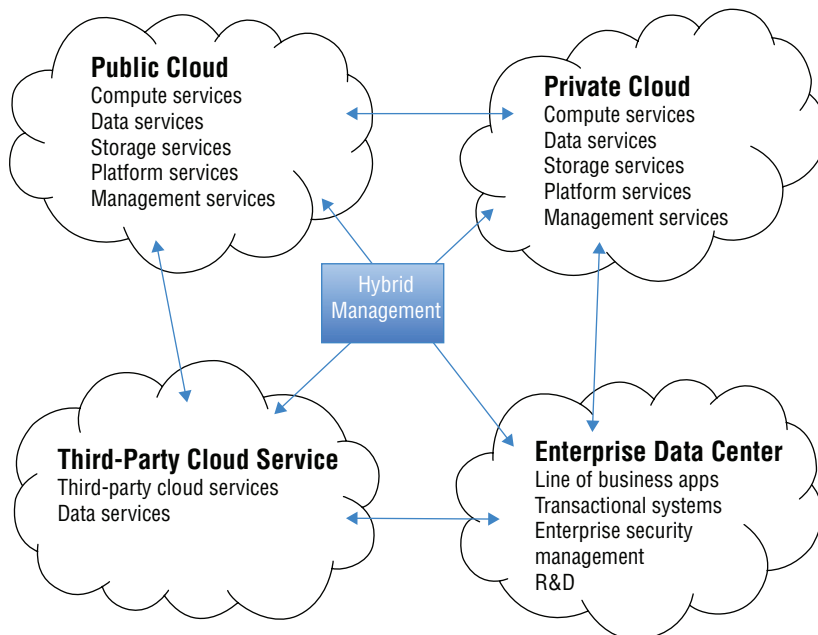 Public Cloud
Compute services
Data services
Storage services
Platform services
Management services
Private Cloud
Compute services
Data services
Storage services
Platform services
Management services
Hybrid
Management
Third-Party Cloud Service
Third-party cloud services
Data services
Enterprise Data Center
Line of business apps
Transactional systems
Enterprise security
management
R&D